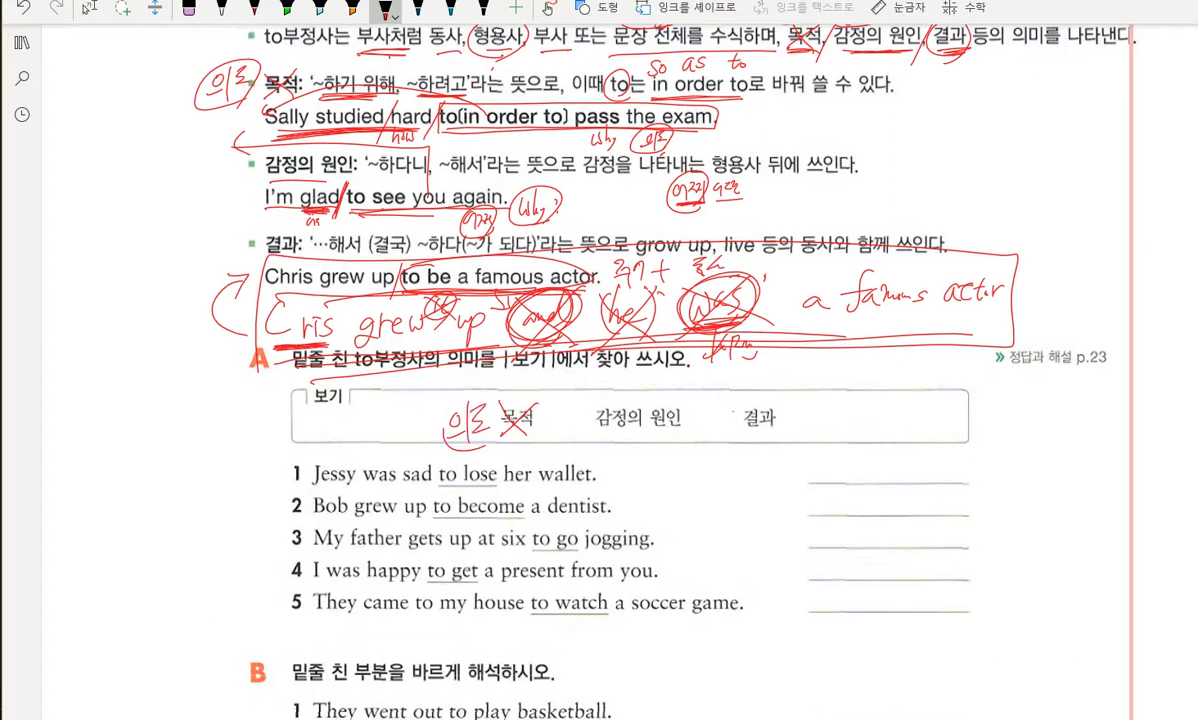 도형 잉크를 셰이프로 잉크를 텍스트로 눈금자 수학
to부정사는 부사처럼 동사, 형용사, 부사 또는 문장 전체를 수식하며, 목적, 감정의 원인, 결과 등의 의미를 나타낸다.
so as to
의도 목적: ‘~하기 위해, ~하려고’라는 뜻으로, 이때 to는 in order to로 바꿔 쓸 수 있다.
Sally studied hard to(in order to) pass the exam.
how why 의도
감정의 원인: ‘~하다니, ~해서’라는 뜻으로 감정을 나타내는 형용사 뒤에 쓰인다.
I'm glad to see you again. why?
결과: ‘…해서 (결국) ~하다(~가 되다)’라는 뜻으로 grow up, live 등의 동사와 함께 쓰인다.
Chris grew up to be a famous actor. 주어 + 동사
Cris grew up and he was a famous actor
A 밑줄 친 to부정사의 의미를 |보기|에서 찾아 쓰시오.
» 정답과 해설 p.23
보기
의도 목적 감정의 원인 결과
1 Jessy was sad to lose her wallet.
2 Bob grew up to become a dentist.
3 My father gets up at six to go jogging.
4 I was happy to get a present from you.
5 They came to my house to watch a soccer game.
B 밑줄 친 부분을 바르게 해석하시오.
1 They went out to play basketball.